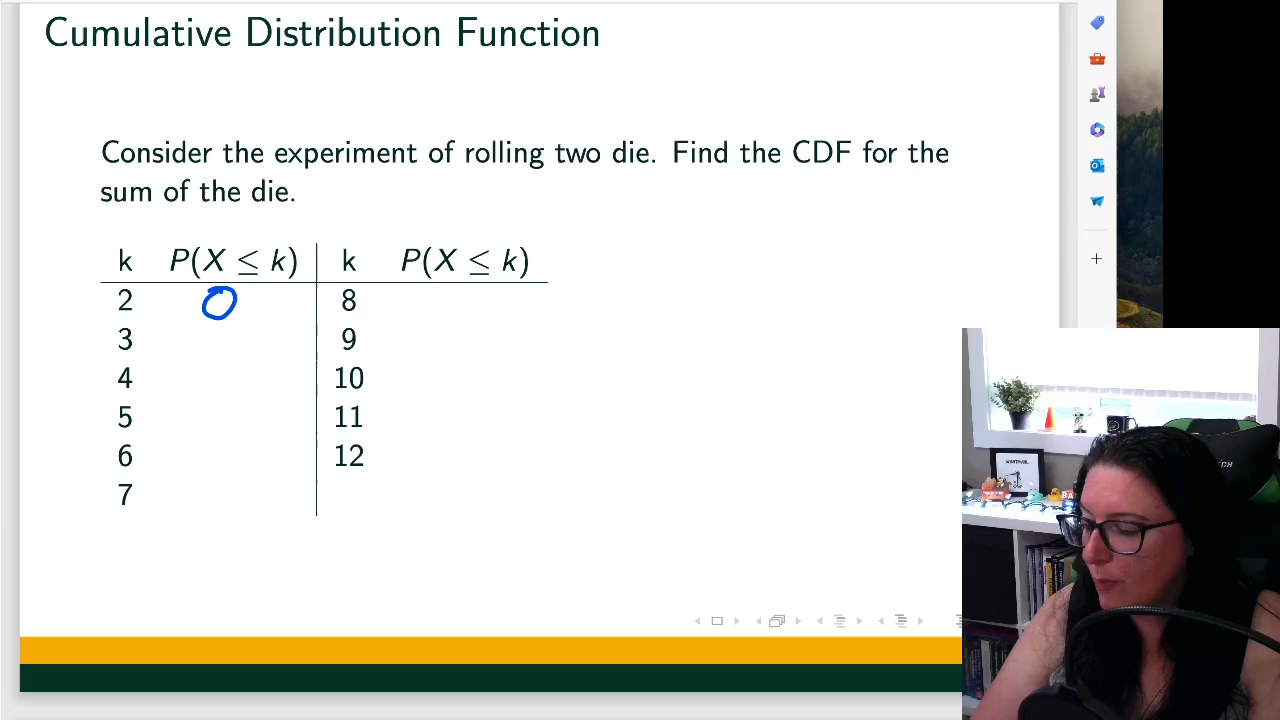 Cumulative Distribution Function
Consider the experiment of rolling two die. Find the CDF for the
sum of the die.
k P(X ≤ k) k P(X ≤ k)
2 0 8
3 9
4 10
5 11
6 12
7